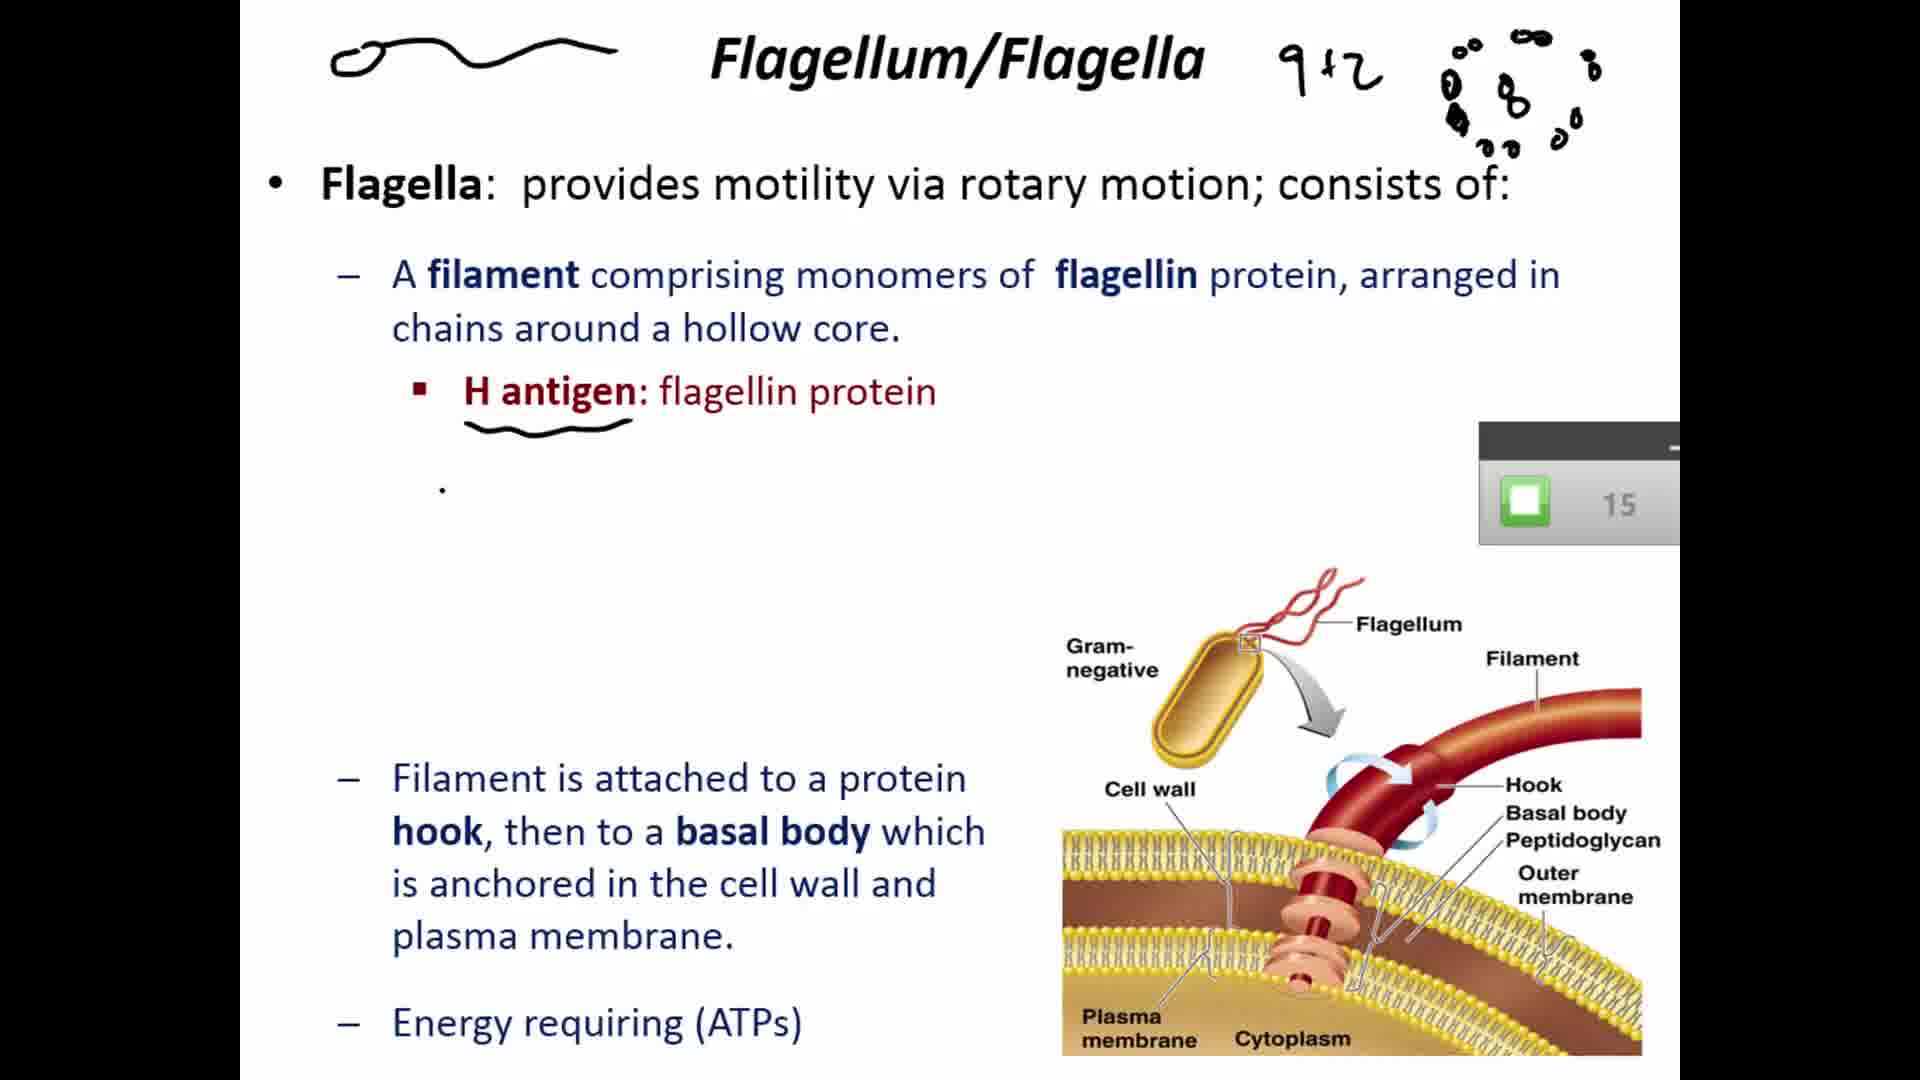 Flagellum/Flagella 9+2
• Flagella: provides motility via rotary motion; consists of:
– A filament comprising monomers of flagellin protein, arranged in
chains around a hollow core.
▪ H antigen: flagellin protein
15
– Filament is attached to a protein
hook, then to a basal body which
is anchored in the cell wall and
plasma membrane.
– Energy requiring (ATPs)
Flagellum
Gram-
negative
Filament
Cell wall
Hook
Basal body
Peptidoglycan
Outer
membrane
Plasma
membrane
Cytoplasm